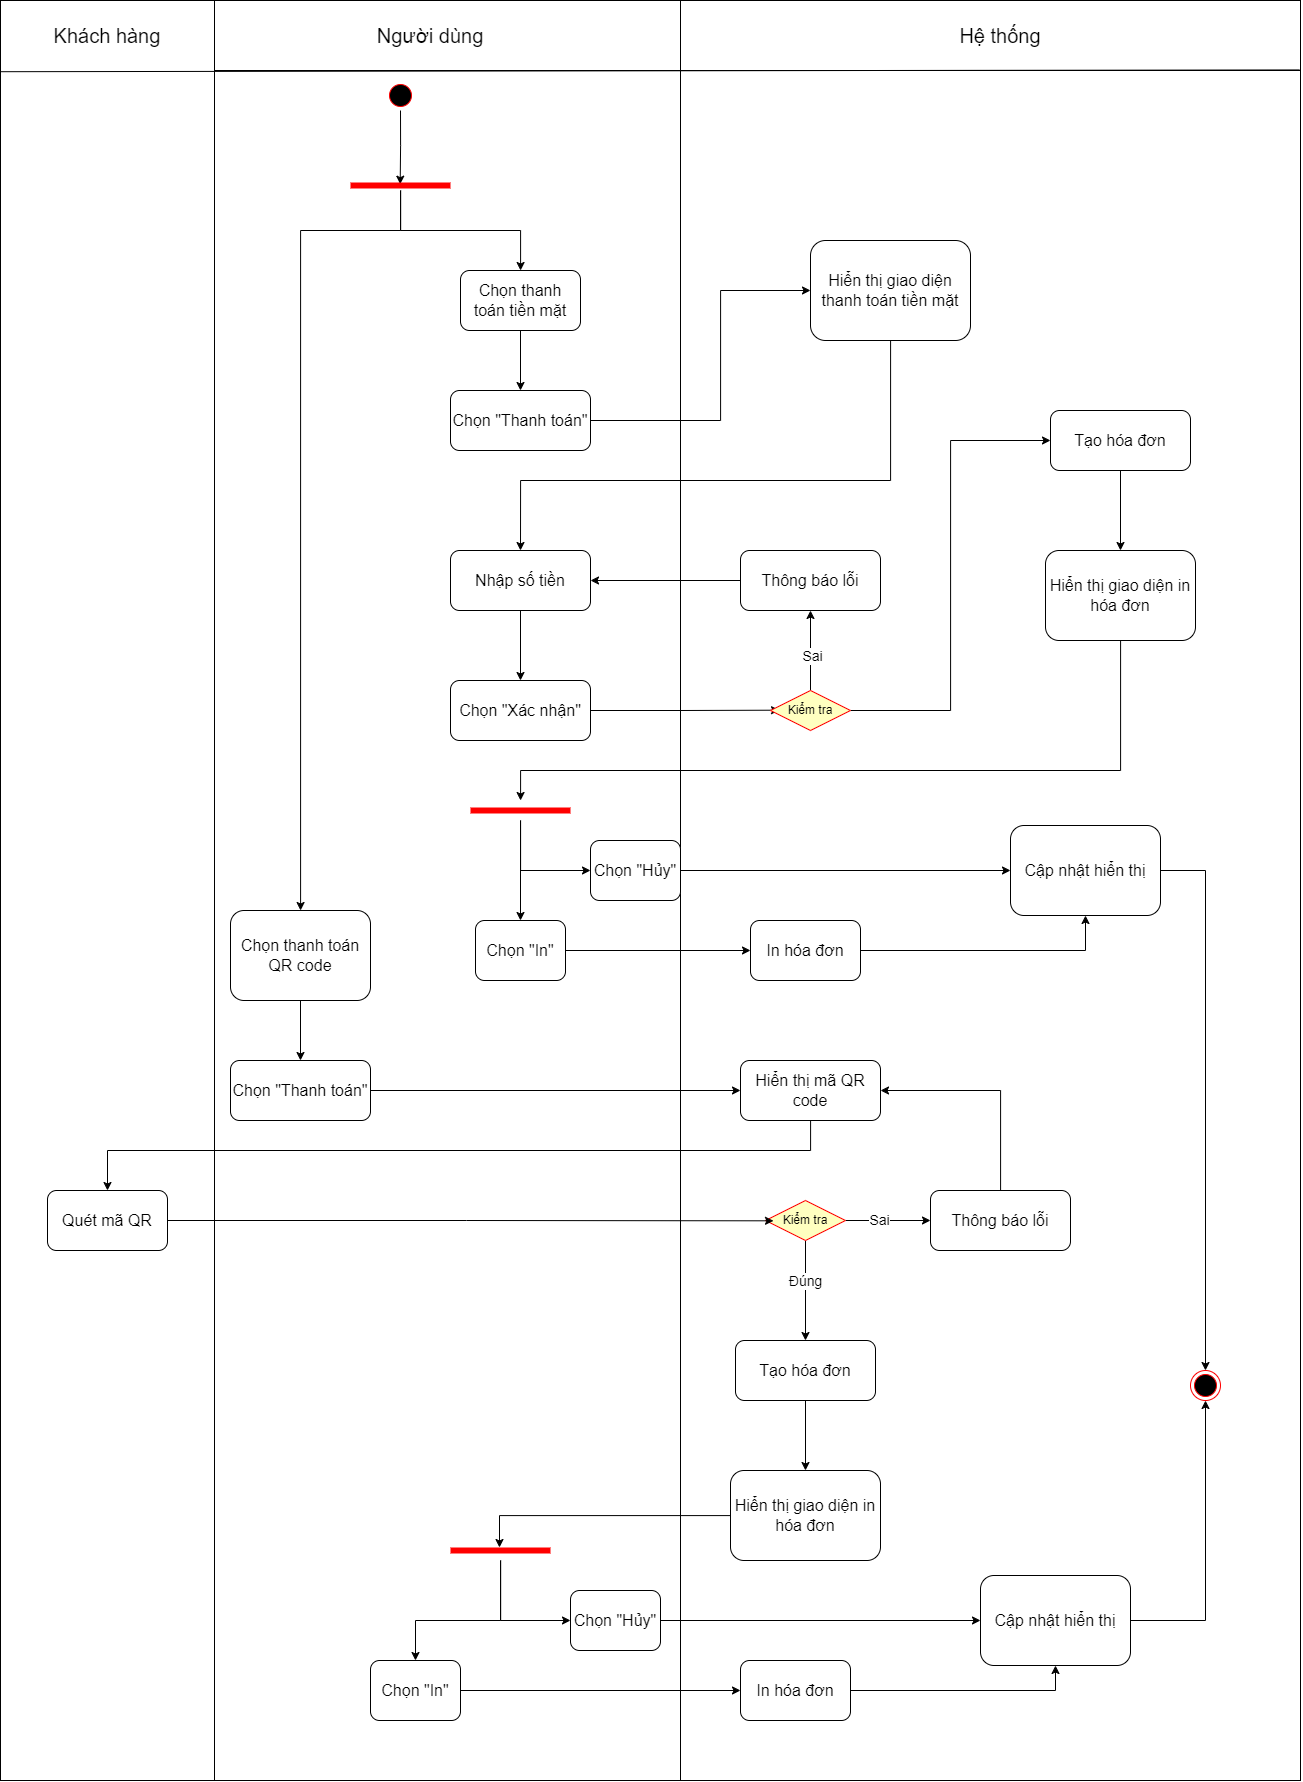 Khách hàng
Người dùng
Hệ thống
Chọn thanh
toán tiền mặt
Hiển thị giao diện
thanh toán tiền mặt
Chọn "Thanh toán"
Tạo hóa đơn
Nhập số tiền
Thông báo lỗi
Hiển thị giao diện in
hóa đơn
Sai
Chọn "Xác nhận"
Kiểm tra
Chọn "Hủy"
Cập nhật hiển thị
Chọn thanh toán
QR code
Chọn "In"
In hóa đơn
Chọn "Thanh toán"
Hiển thị mã QR
code
Quét mã QR
Kiểm tra
Sai
Thông báo lỗi
Đúng
Tạo hóa đơn
Hiển thị giao diện in
hóa đơn
Chọn "Hủy"
Cập nhật hiển thị
Chọn "In"
In hóa đơn